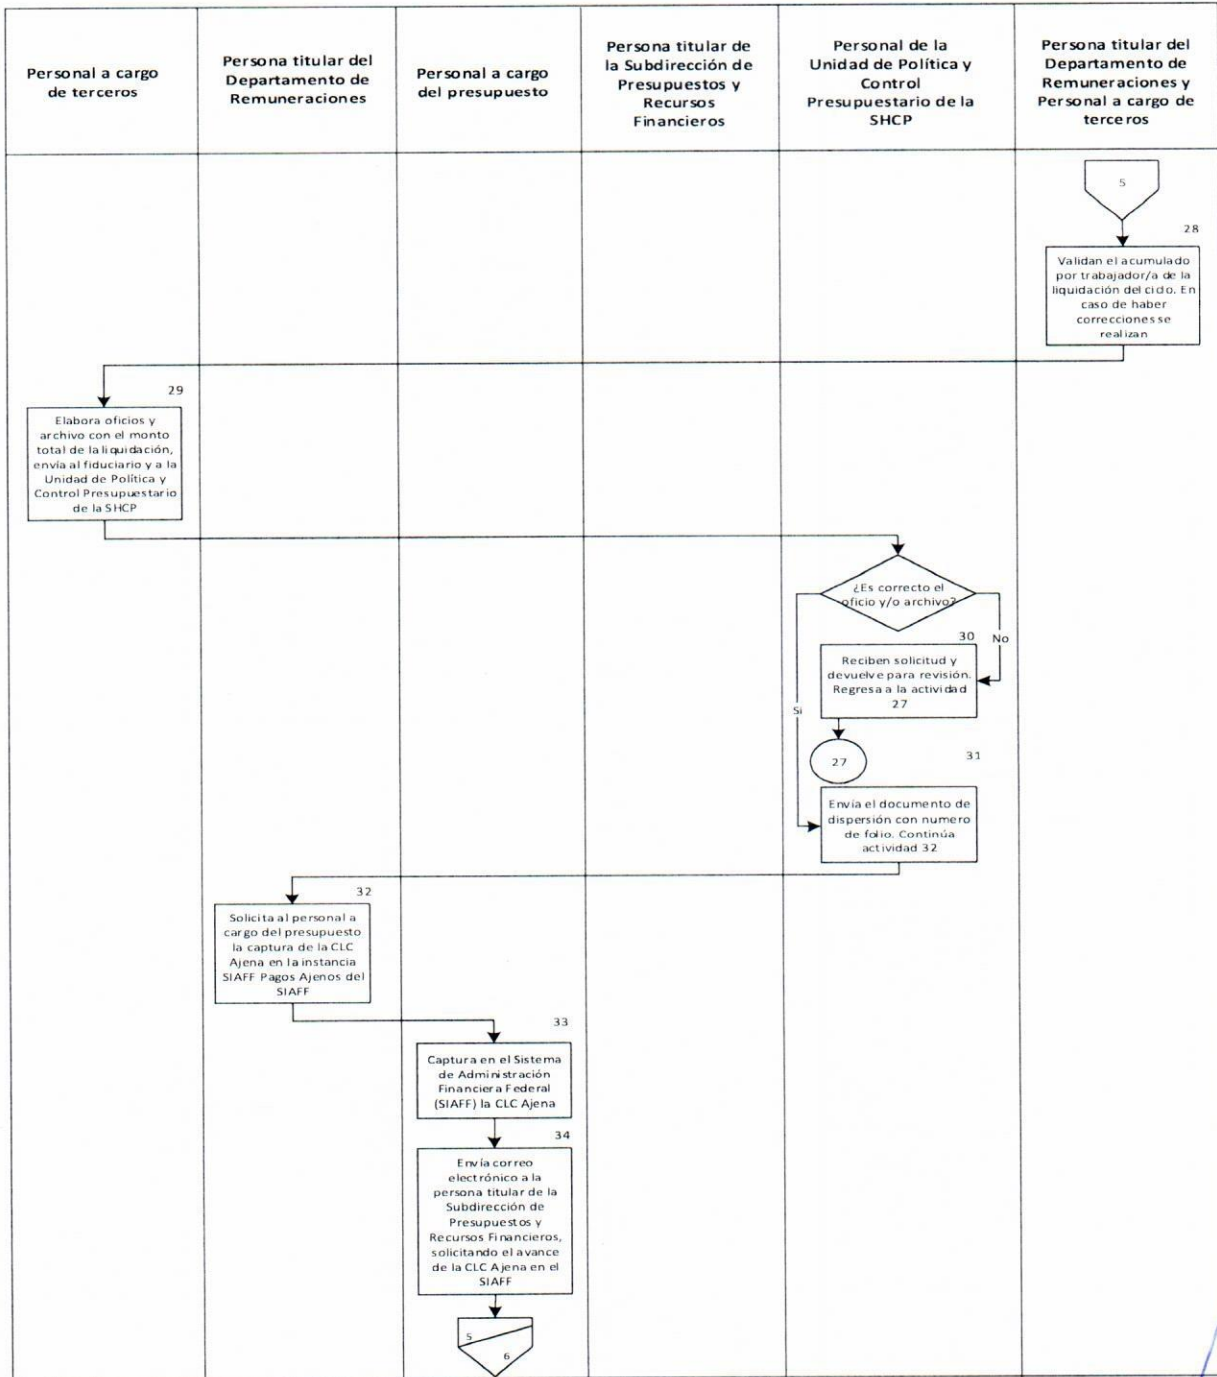 Personal a cargo
de terceros
Persona titular del
Departamento de
Remuneraciones
Personal a cargo
del presupuesto
Persona titular de
la Subdirección de
Presupuestos y
Recursos
Financieros
Personal de la
Unidad de Política y
Control
Presupuestario de la
SHCP
Persona titular del
Departamento de
Remuneraciones y
Personal a cargo de
terceros
5
28
Validan el acumulado
por trabajador/a de la
liquidación del ciclo. En
caso de haber
correcciones se
realizan
29
Elabora oficios y
archivo con el monto
total de la liquidación,
envía al fiduciario y a la
Unidad de Política y
Control Presupuestario
de la SHCP
¿Es correcto el
oficio y/o archivo?
30
No
Reciben solicitud y
devuelve para revisión.
Regresa a la actividad
27
Si
27
31
Envía el documento de
dispersión con numero
de folio. Continúa
actividad 32
32
Solicita al personal a
cargo del presupuesto
la captura de la CLC
Ajena en la instancia
SIAFF Pagos Ajenos del
SIAFF
33
Captura en el Sistema
de Administración
Financiera Federal
(SIAFF) la CLC Ajena
34
Envía correo
electrónico a la
persona titular de la
Subdirección de
Presupuestos y
Recursos Financieros,
solicitando el avance
de la CLC Ajena en el
SIAFF
5
6